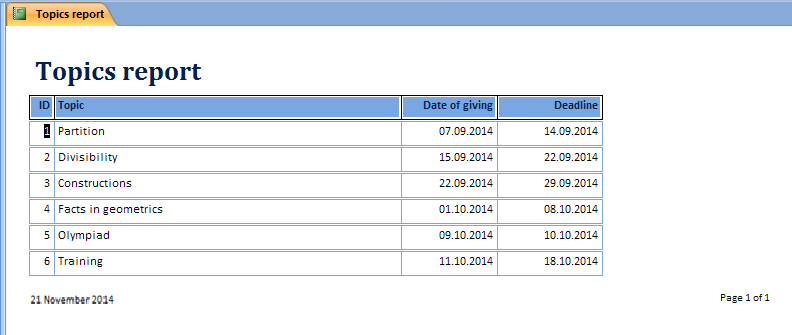 Topics report
Topics report
ID Topic Date of giving Deadline
1 Partition 07.09.2014 14.09.2014
2 Divisibility 15.09.2014 22.09.2014
3 Constructions 22.09.2014 29.09.2014
4 Facts in geometrics 01.10.2014 08.10.2014
5 Olympiad 09.10.2014 10.10.2014
6 Training 11.10.2014 18.10.2014
21 November 2014 Page 1 of 1